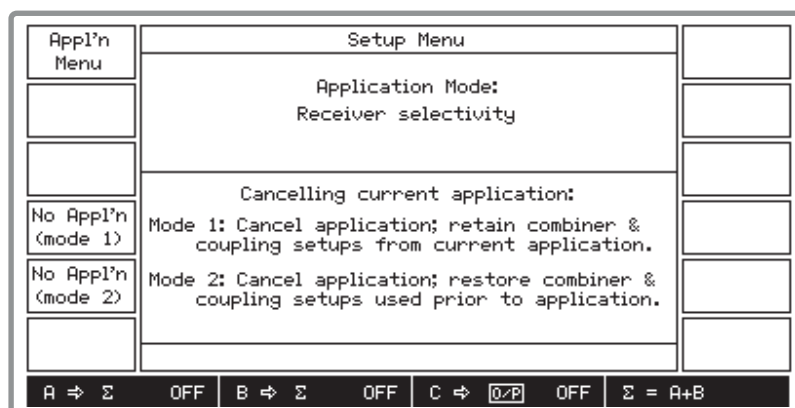 Appl'n
Menu
Setup Menu
Application Mode:
Receiver selectivity
Cancelling current application:
No Appl'n
(mode 1)
Mode 1: Cancel application; retain combiner &
coupling setups from current application.
No Appl'n
(mode 2)
Mode 2: Cancel application; restore combiner &
coupling setups used prior to application.
A ⇨ Σ OFF B ⇨ Σ OFF C ⇨ O/P OFF Σ = A+B